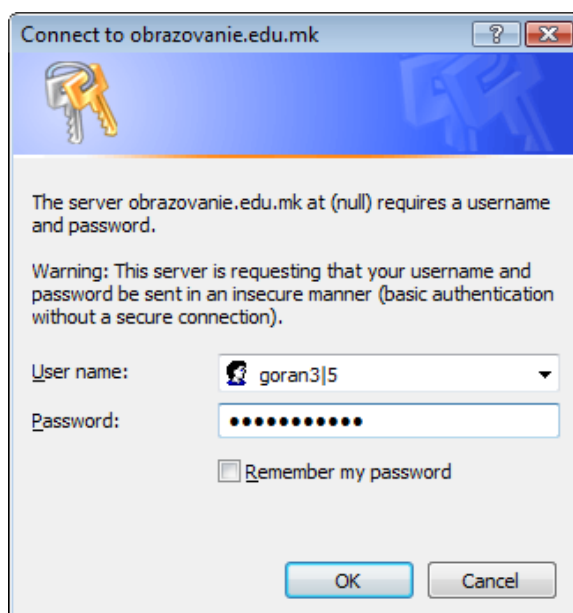 Connect to obrazovanie.edu.mk
The server obrazovanie.edu.mk at (null) requires a username
and password.
Warning: This server is requesting that your username and
password be sent in an insecure manner (basic authentication
without a secure connection).
User name:
goran3|5
Password:
•••••••••••
Remember my password
OK
Cancel